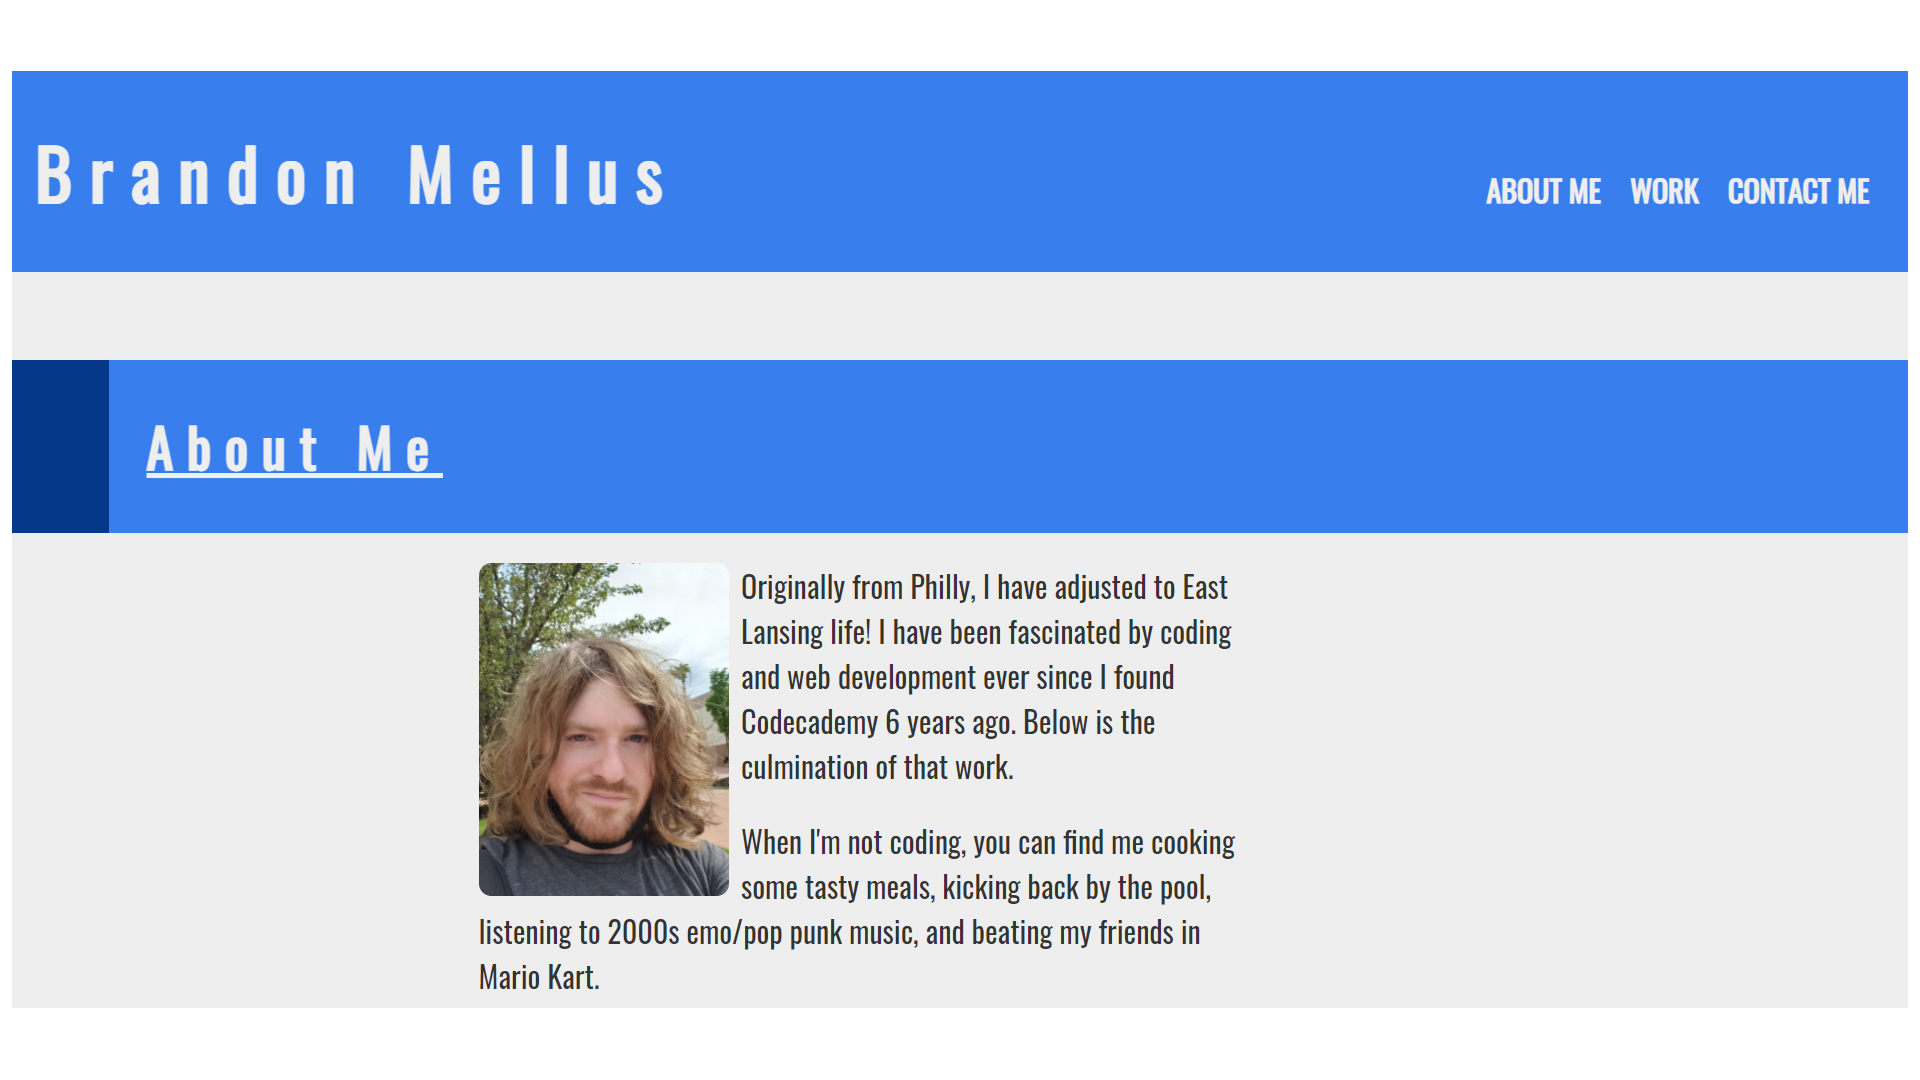 Brandon Mellus
ABOUT ME WORK CONTACT ME
About Me
Originally from Philly, I have adjusted to East
Lansing life! I have been fascinated by coding
and web development ever since I found
Codecademy 6 years ago. Below is the
culmination of that work.
When I'm not coding, you can find me cooking
some tasty meals, kicking back by the pool,
listening to 2000s emo/pop punk music, and beating my friends in
Mario Kart.